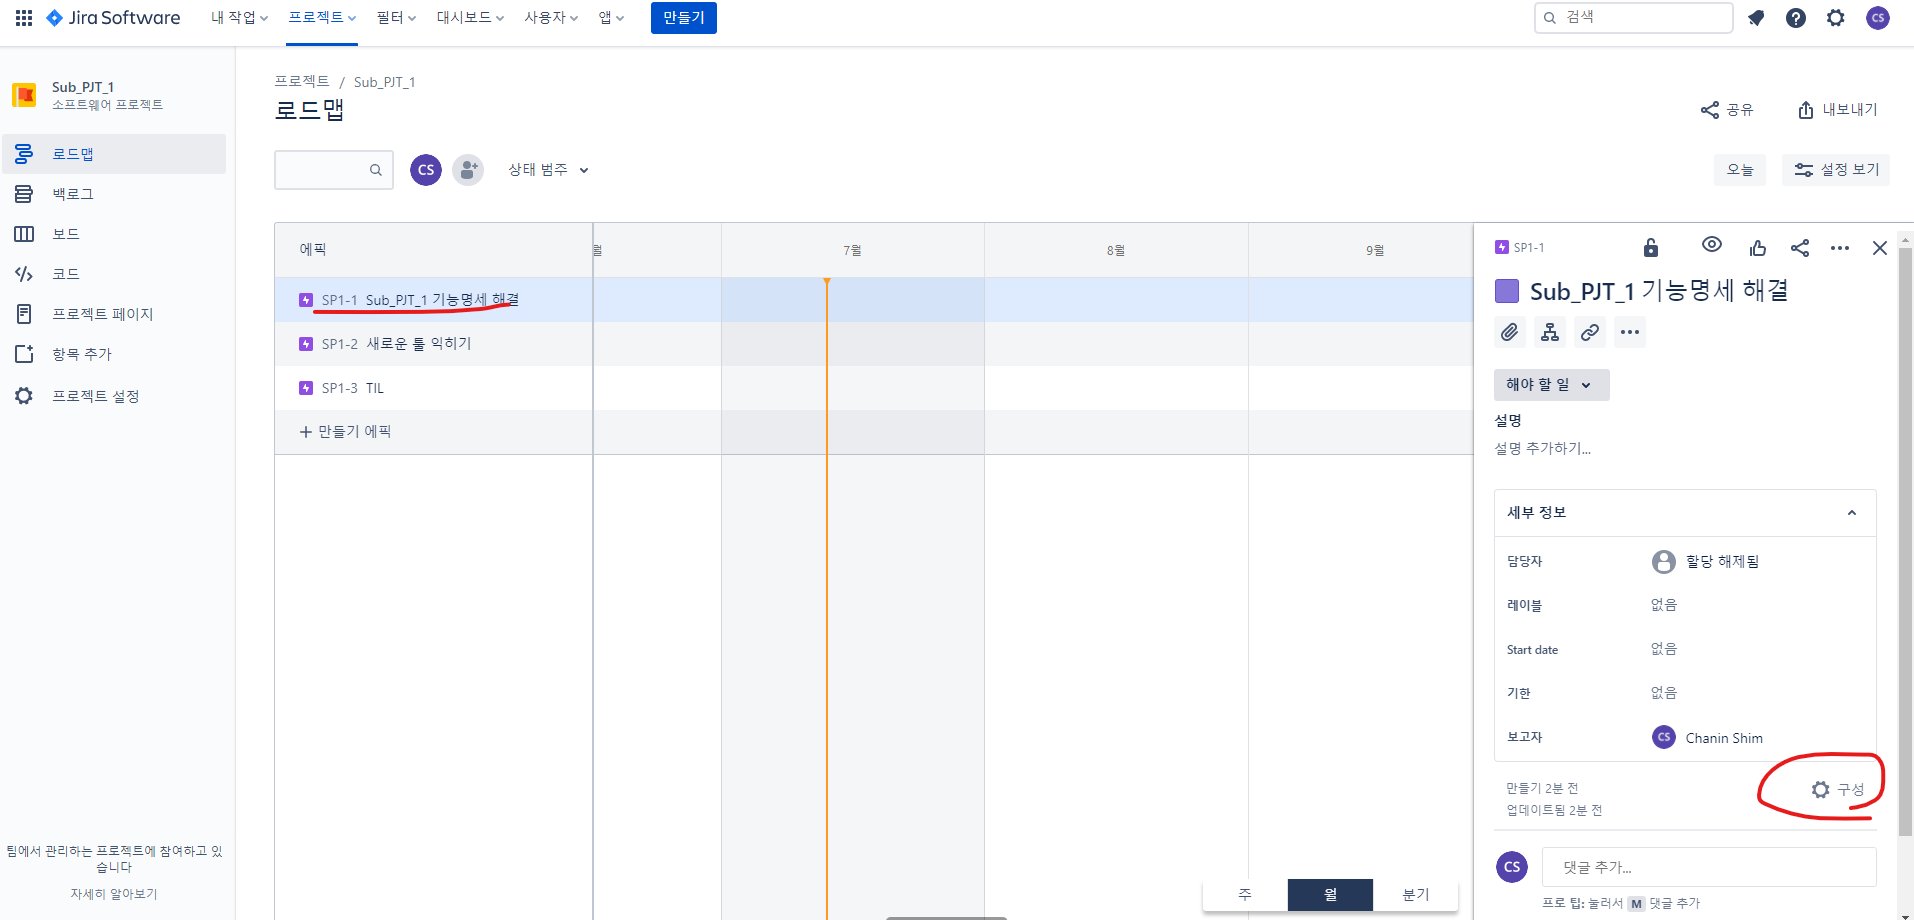 Jira Software 내 작업 프로젝트 필터 대시보드 사용자 앱 만들기 검색 CS
Sub_PJT_1
소프트웨어 프로젝트
로드맵
백로그
보드
코드
프로젝트 페이지
항목 추가
프로젝트 설정
팀에서 관리하는 프로젝트에 참여하고 있
습니다
자세히 알아보기
프로젝트 / Sub_PJT_1
로드맵
공유 내보내기
CS 상태 범주 오늘 설정 보기
에픽 월 7월 8월 9월
SP1-1 Sub_PJT_1 기능명세 해결
SP1-2 새로운 툴 익히기
SP1-3 TIL
+ 만들기 에픽
주 월 분기
SP1-1
Sub_PJT_1 기능명세 해결
해야 할 일
설명
설명 추가하기...
세부 정보
담당자 할당 해제됨
레이블 없음
Start date 없음
기한 없음
보고자 CS Chanin Shim
만들기 2분 전
업데이트됨 2분 전
구성
CS 댓글 추가...
프로 팁: 눌러서 M 댓글 추가